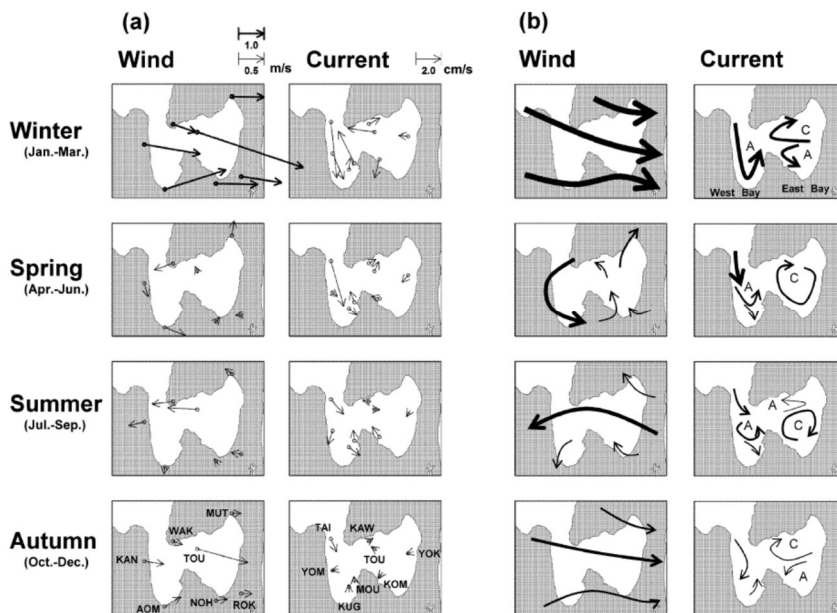 (a)
(b)
1.0
0.5 m/s
2.0 cm/s
Wind
Current
Wind
Current
Winter
(Jan.-Mar.)
A
C
A
West Bay
East Bay
Spring
(Apr.-Jun.)
A
C
Summer
(Jul.-Sep.)
A
A
C
Autumn
(Oct.-Dec.)
MUT
WAK
KAN
TOU
AOM
NOH
ROK
TAI
KAW
TOU
YOK
YOM
MOU
KOM
KUG
C
A